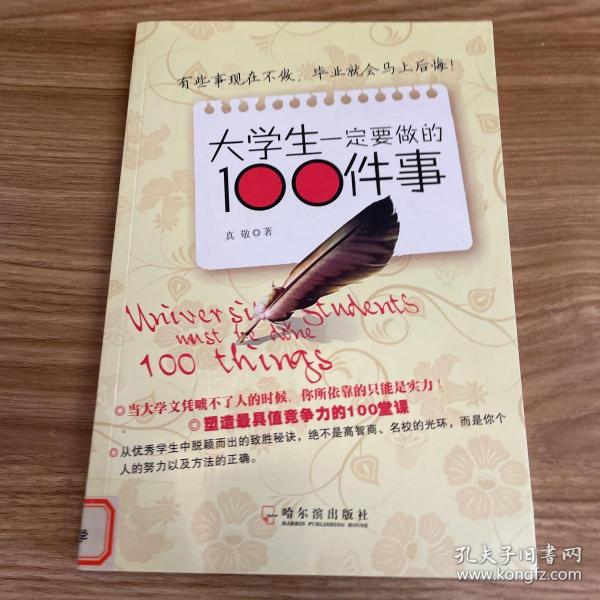 有些事现在不做，毕业就会马上后悔！
大学生一定要做的
100件事
真敬◎著
University Students
must be done
100 things
◎当大学文凭唬不了人的时候，你所依靠的只能是实力！
◎塑造最具值竞争力的100堂课
◎从优秀学生中脱颖而出的致胜秘诀，绝不是高智商、名校的光环，而是你个
人的努力以及方法的正确。
哈尔滨出版社
HARBIN PUBLISHING HOUSE
孔夫子旧书网
www.kongfz.com